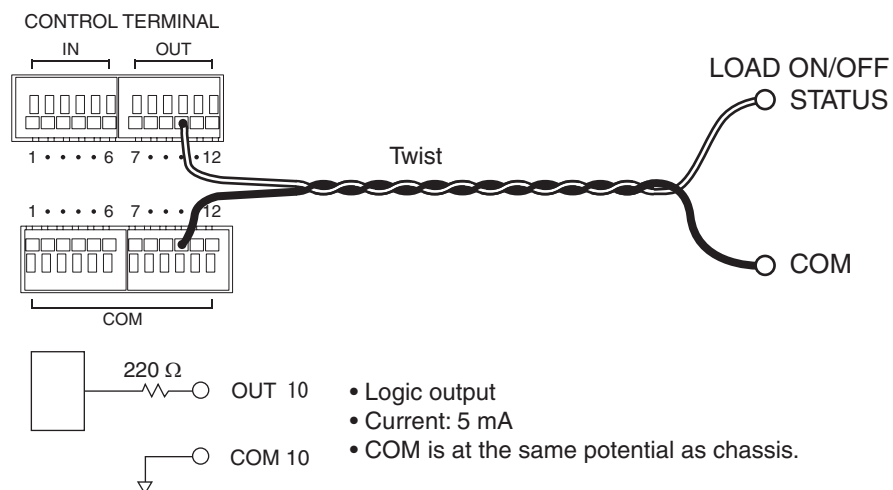 CONTROL TERMINAL
IN OUT
1 • • • • 6 7 • • • • 12
Twist
LOAD ON/OFF
STATUS
1 • • • • 6 7 • • • • 12
COM
COM
220 Ω
OUT 10
COM 10
• Logic output
• Current: 5 mA
• COM is at the same potential as chassis.